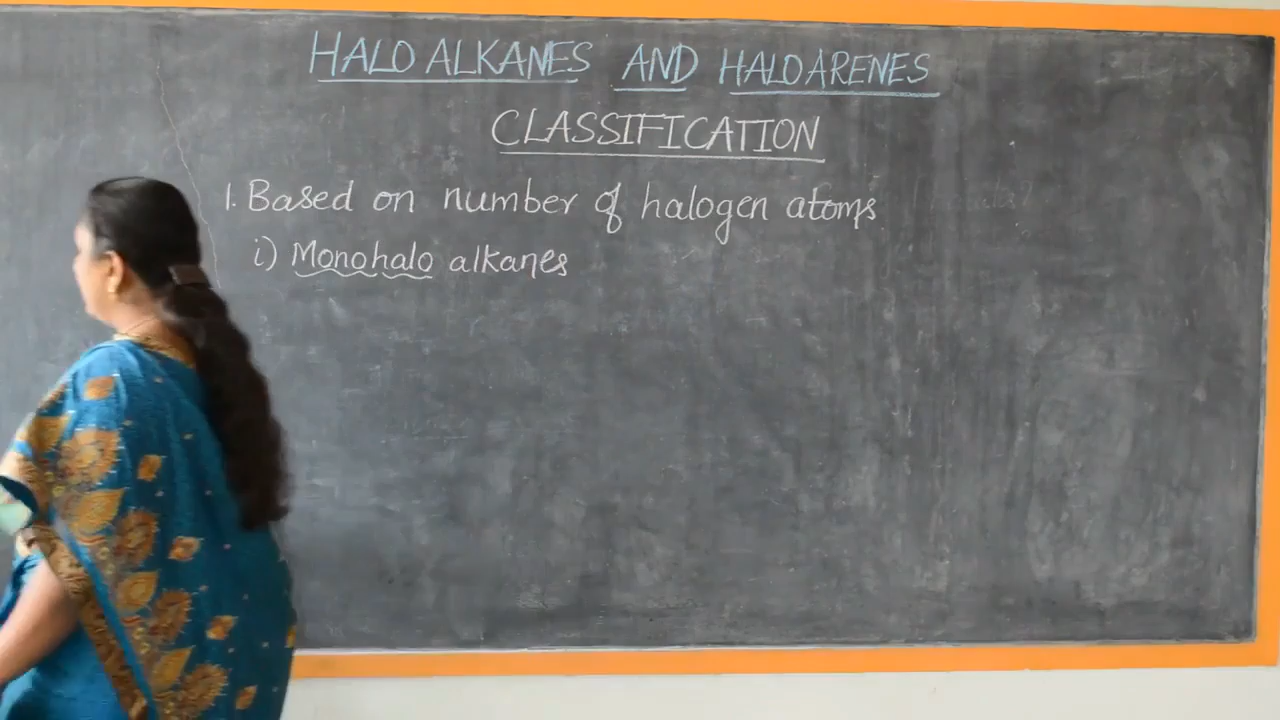 HALO ALKANES AND HALOARENES
CLASSIFICATION
1. Based on number of halogen atoms
i) Monohalo alkanes